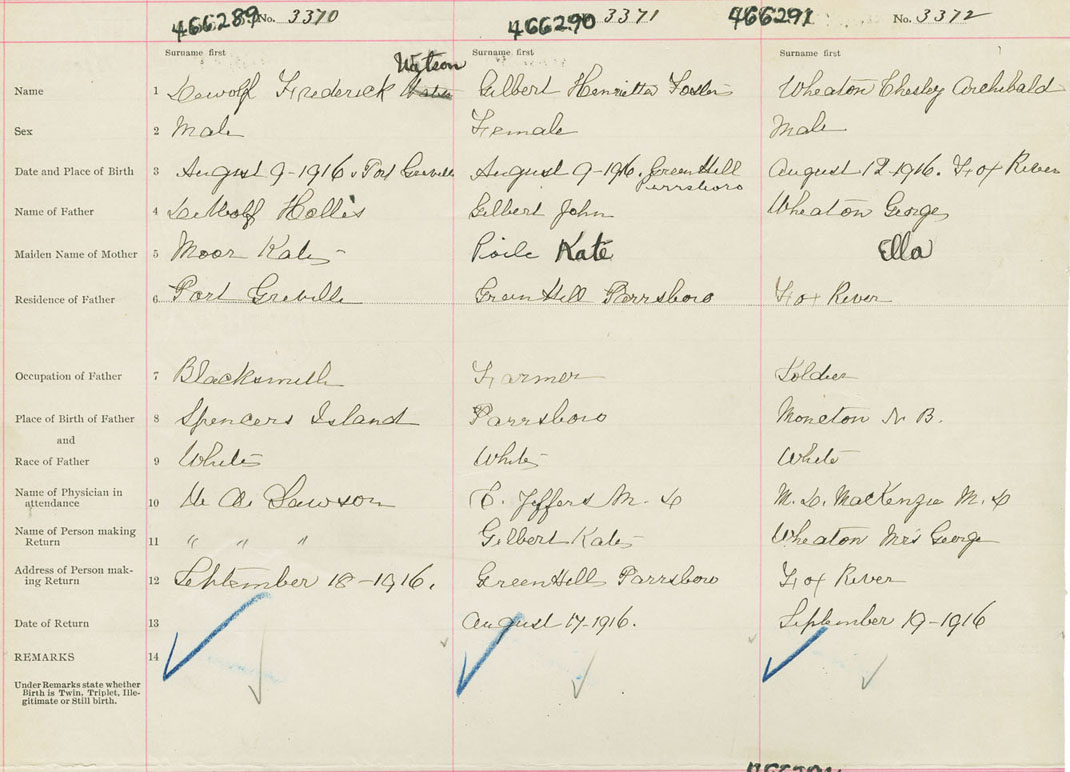 466289 No. 3370 466290 3371 466291 No. 3372
Surname first Surname first Surname first
Watson
Name 1 Dewolf Frederick Gilbert Henrietta Foster Wheaton Chesley Archibald
Sex 2 Male Female Male
Date and Place of Birth 3 August 9-1916, Port Greville August 9-1916. Green Hill August 12-1916. Fox River
Parrsboro
Name of Father 4 DeWolf Hollis Gilbert John Wheaton George
Maiden Name of Mother 5 Moor Kate Kate Ella
Residence of Father 6 Port Greville Green Hill Parrsboro Fox River
Occupation of Father 7 Blacksmith Farmer Soldier
Place of Birth of Father 8 Spencers Island Parrsboro Moncton N B.
and
Race of Father 9 White White White
Name of Physician in
attendance 10 Lawson C. Jeffers M. D M. D. MacKenzie M. D
Name of Person making
Return 11 " " " Gilbert Kate Wheaton Mrs George
Address of Person mak-
ing Return 12 September 18-1916. Green Hill Parrsboro Fox River
Date of Return 13 August 17-1916. September 19-1916
REMARKS 14
Under Remarks state whether
Birth is Twin, Triplet, Ille-
gitimate or Still birth.